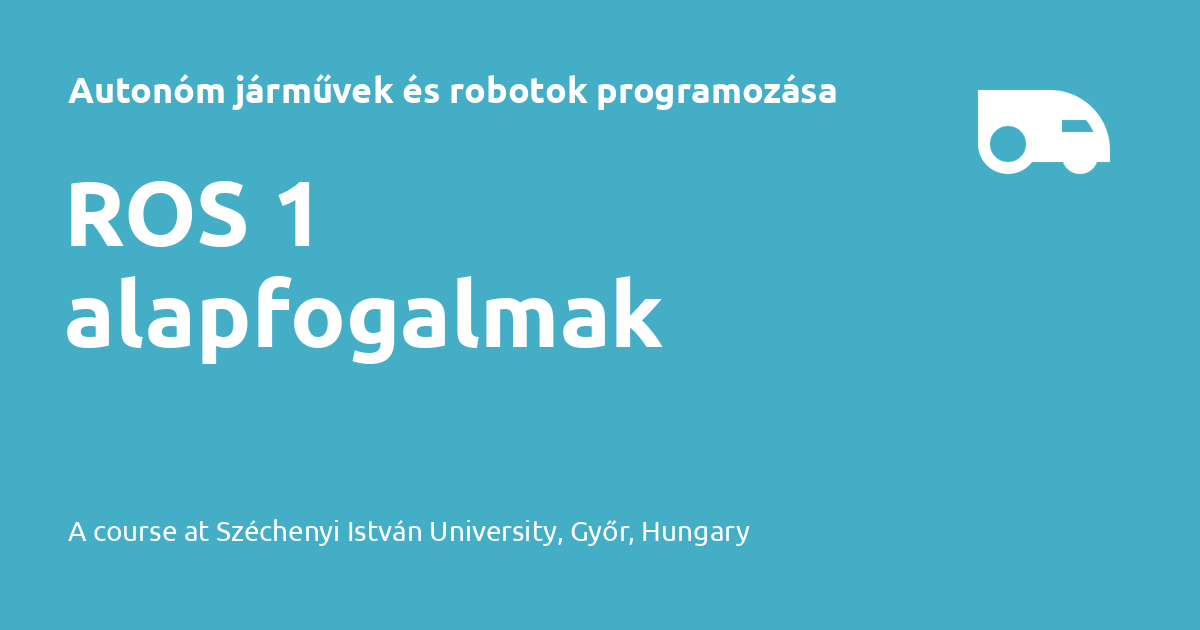 Autonóm járművek és robotok programozása
ROS 1
alapfogalmak
A course at Széchenyi István University, Győr, Hungary